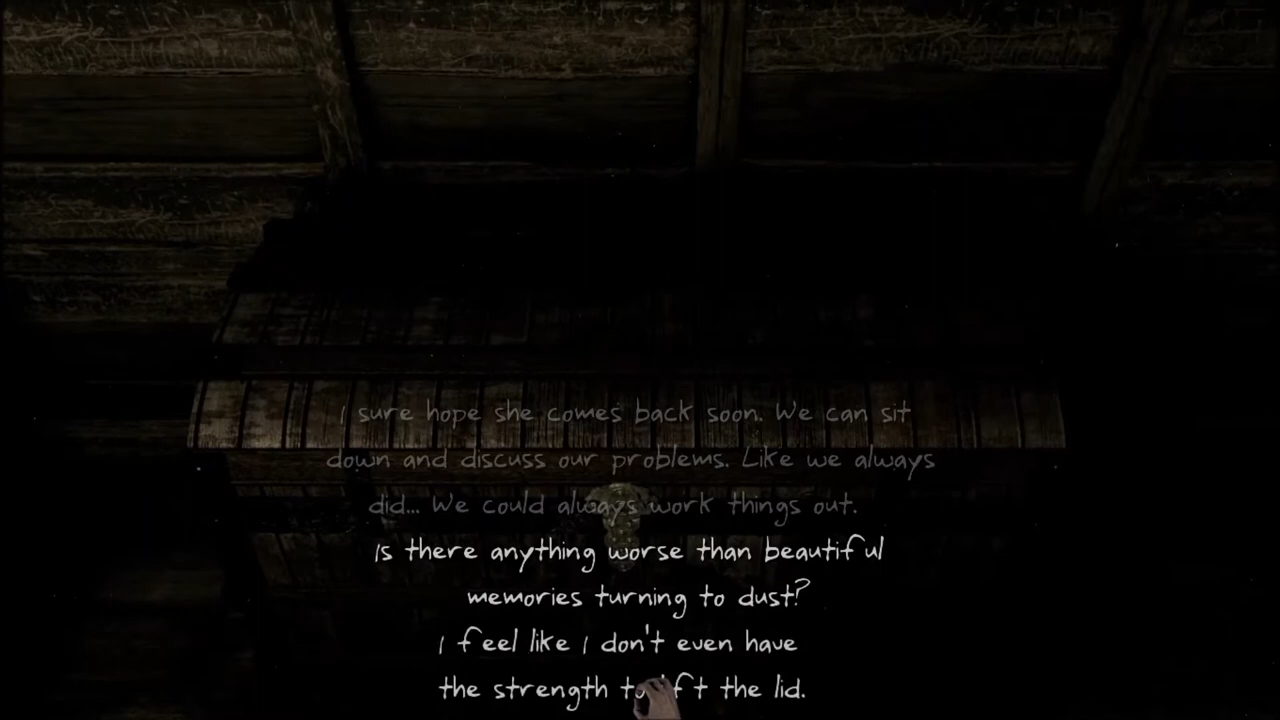 I sure hope she comes back soon. We can sit
down and discuss our problems. Like we always
did... We could always work things out.
Is there anything worse than beautiful
memories turning to dust?
I feel like I don't even have
the strength to lift the lid.